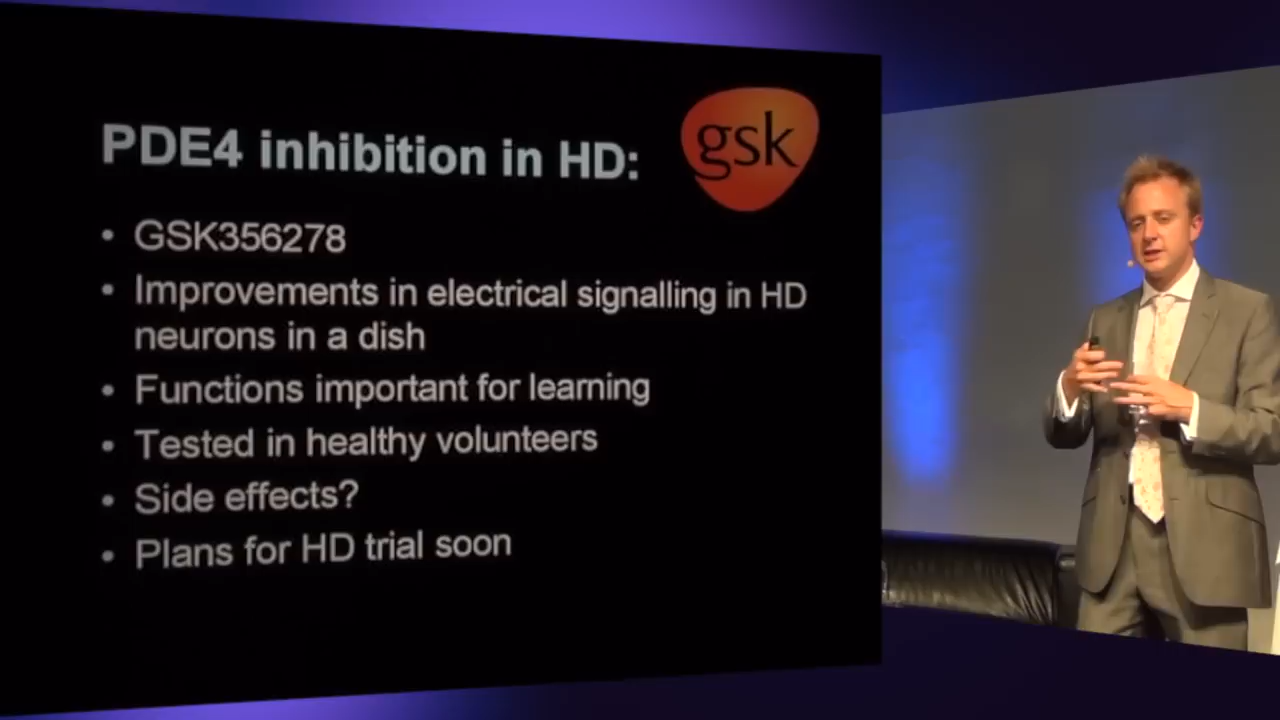 PDE4 inhibition in HD:
gsk
• GSK356278
• Improvements in electrical signalling in HD
neurons in a dish
• Functions important for learning
• Tested in healthy volunteers
• Side effects?
• Plans for HD trial soon